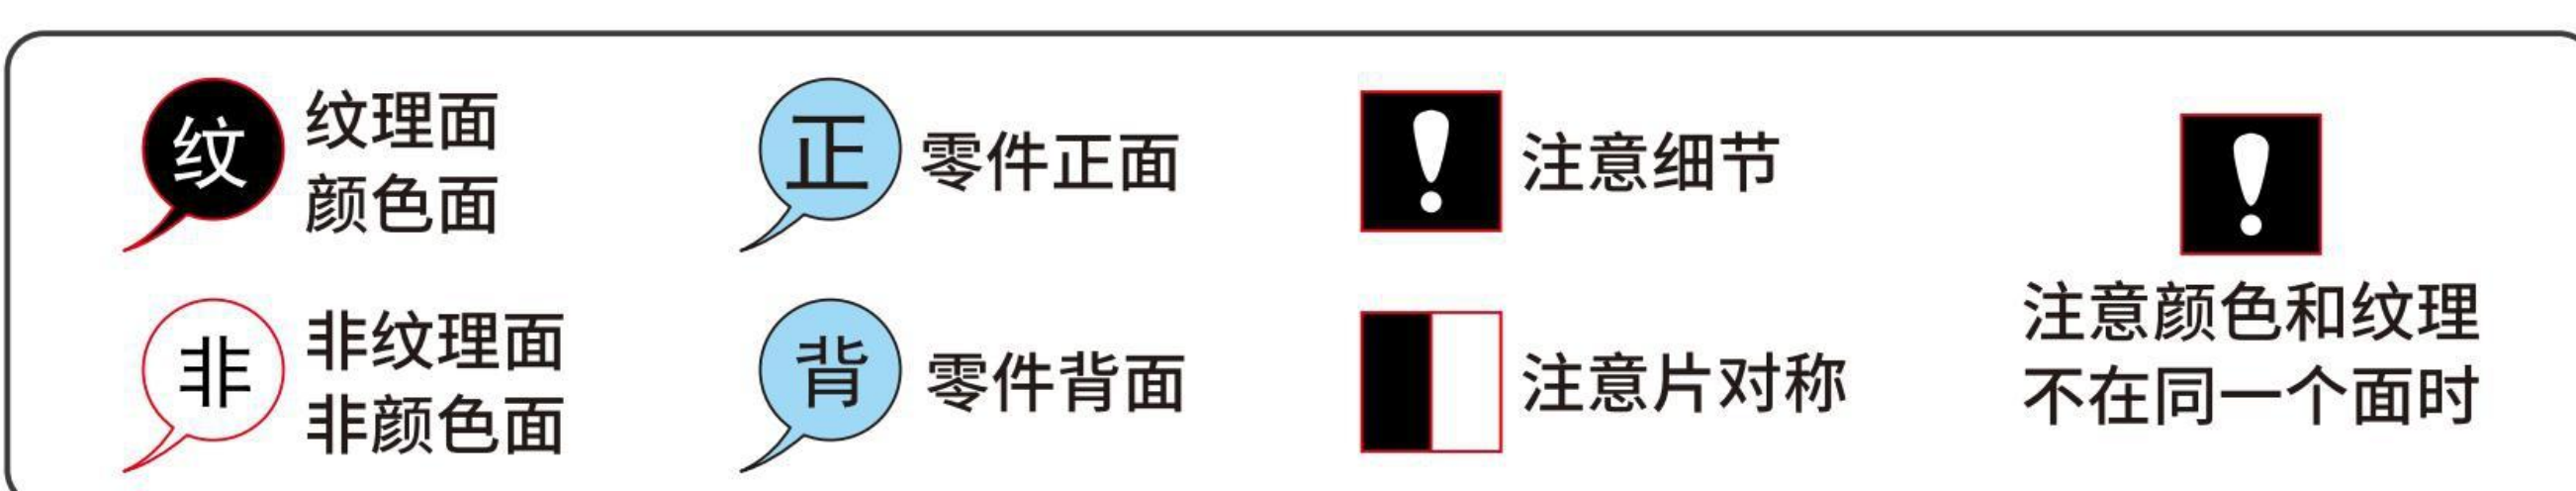 纹
纹理面
颜色面
正
零件正面
!
注意细节
!
注意颜色和纹理
不在同一个面时
非
非纹理面
非颜色面
背
零件背面
注意片对称